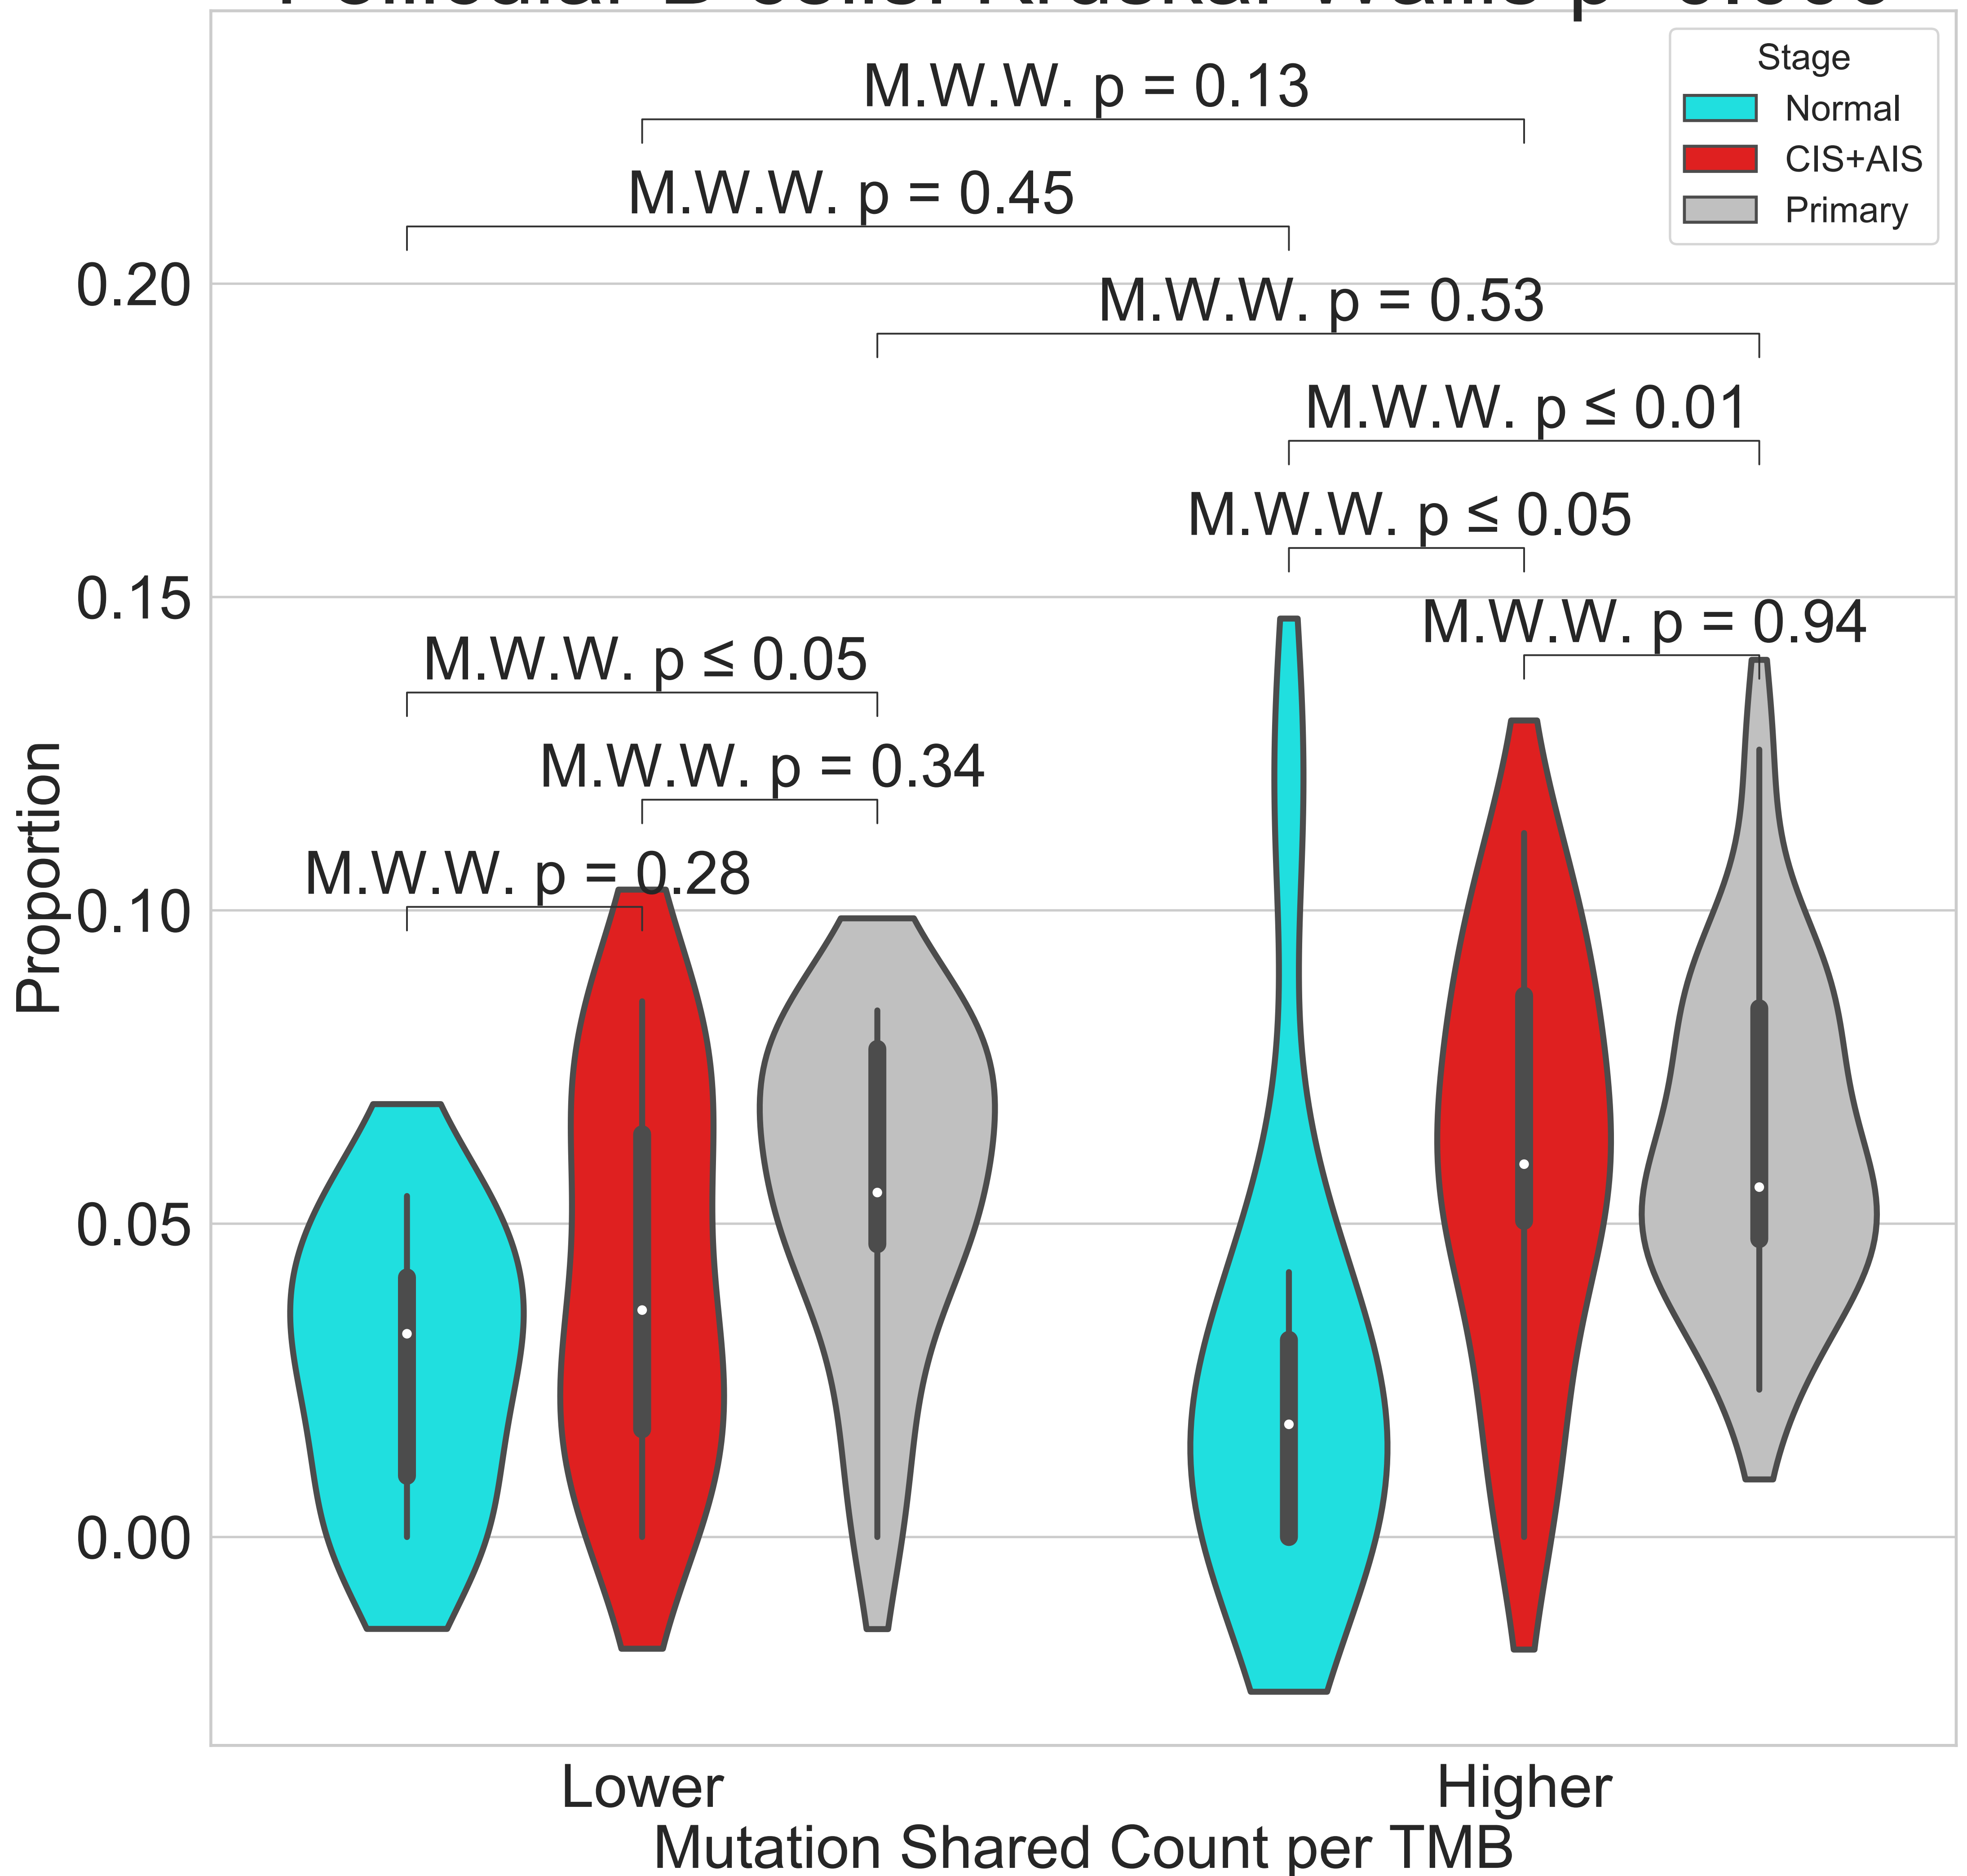 M.W.W. p = 0.13
Stage
Normal
CIS+AIS
Primary
M.W.W. p = 0.45
0.20
M.W.W. p = 0.53
M.W.W. p ≤ 0.01
M.W.W. p ≤ 0.05
0.15
M.W.W. p = 0.94
M.W.W. p ≤ 0.05
M.W.W. p = 0.34
M.W.W. p = 0.28
0.10
Proportion
0.05
0.00
Lower
Higher
Mutation Shared Count per TMB